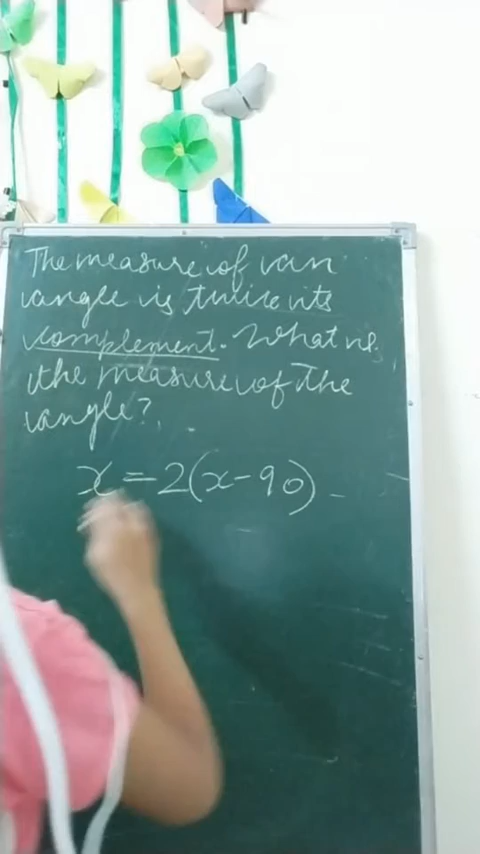 The measure of an
angle is twice its
complement. What is
the measure of the
angle?
x = 2(x-90)